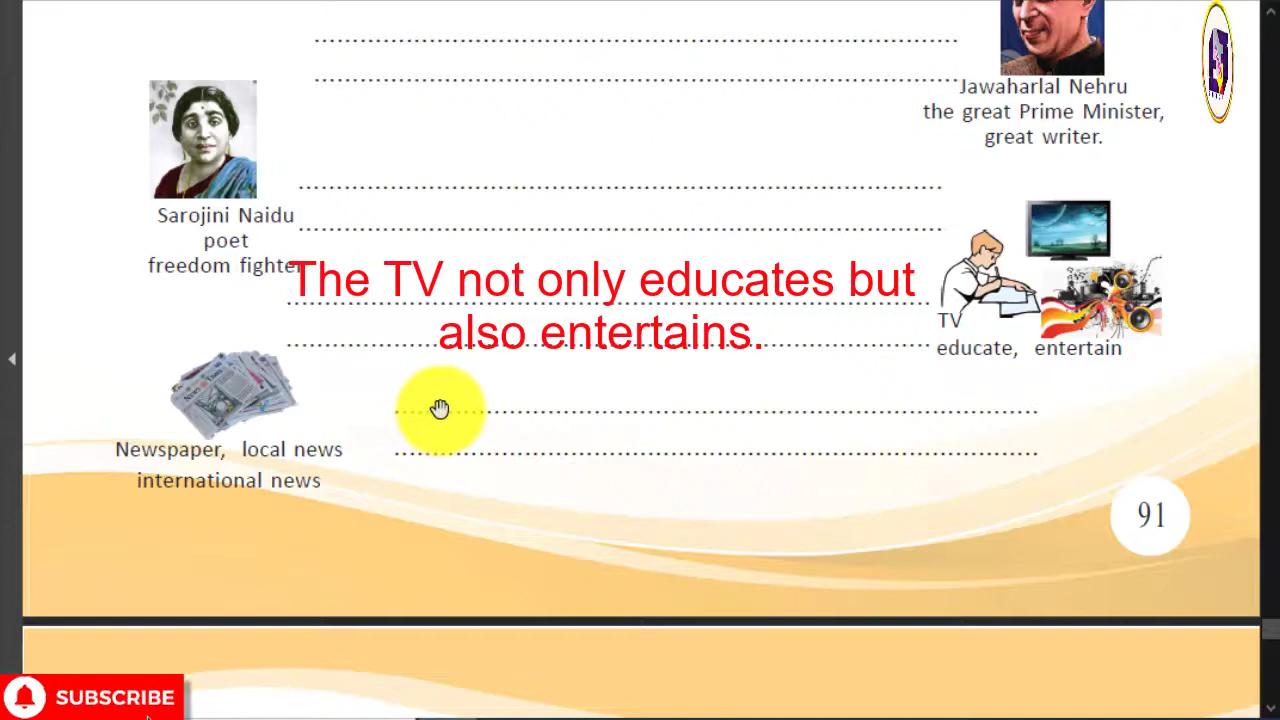 Jawaharlal Nehru
the great Prime Minister,
great writer.
Sarojini Naidu
poet
freedom fighter
The TV not only educates but
also entertains.
TV
educate, entertain
Newspaper, local news
international news
91
SUBSCRIBE